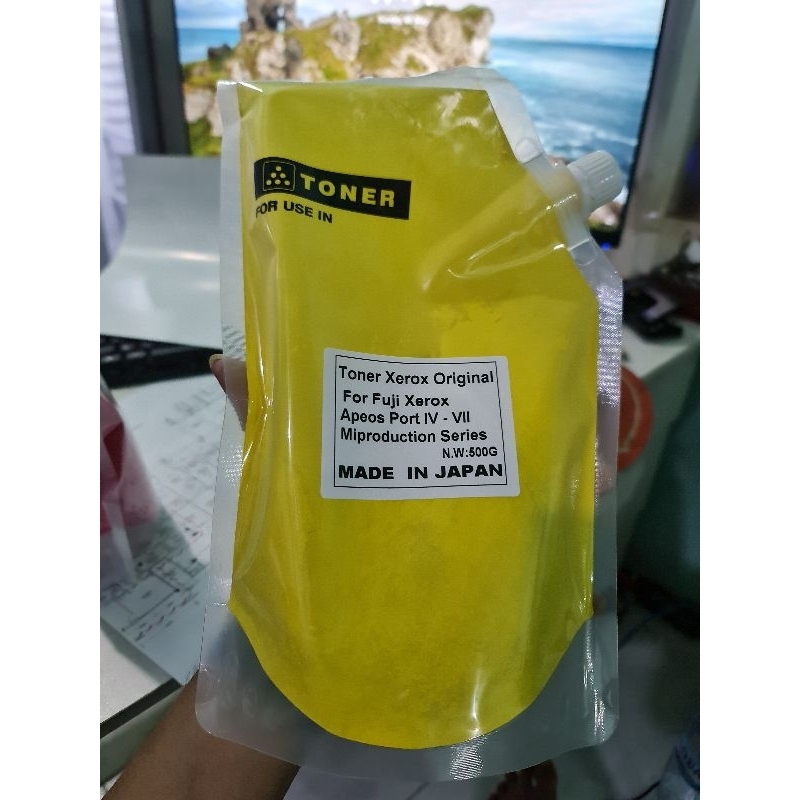 TONER
FOR USE IN
Toner Xerox Original
For Fuji Xerox
Apeos Port IV - VII
Miproduction Series
N.W:500G
MADE IN JAPAN